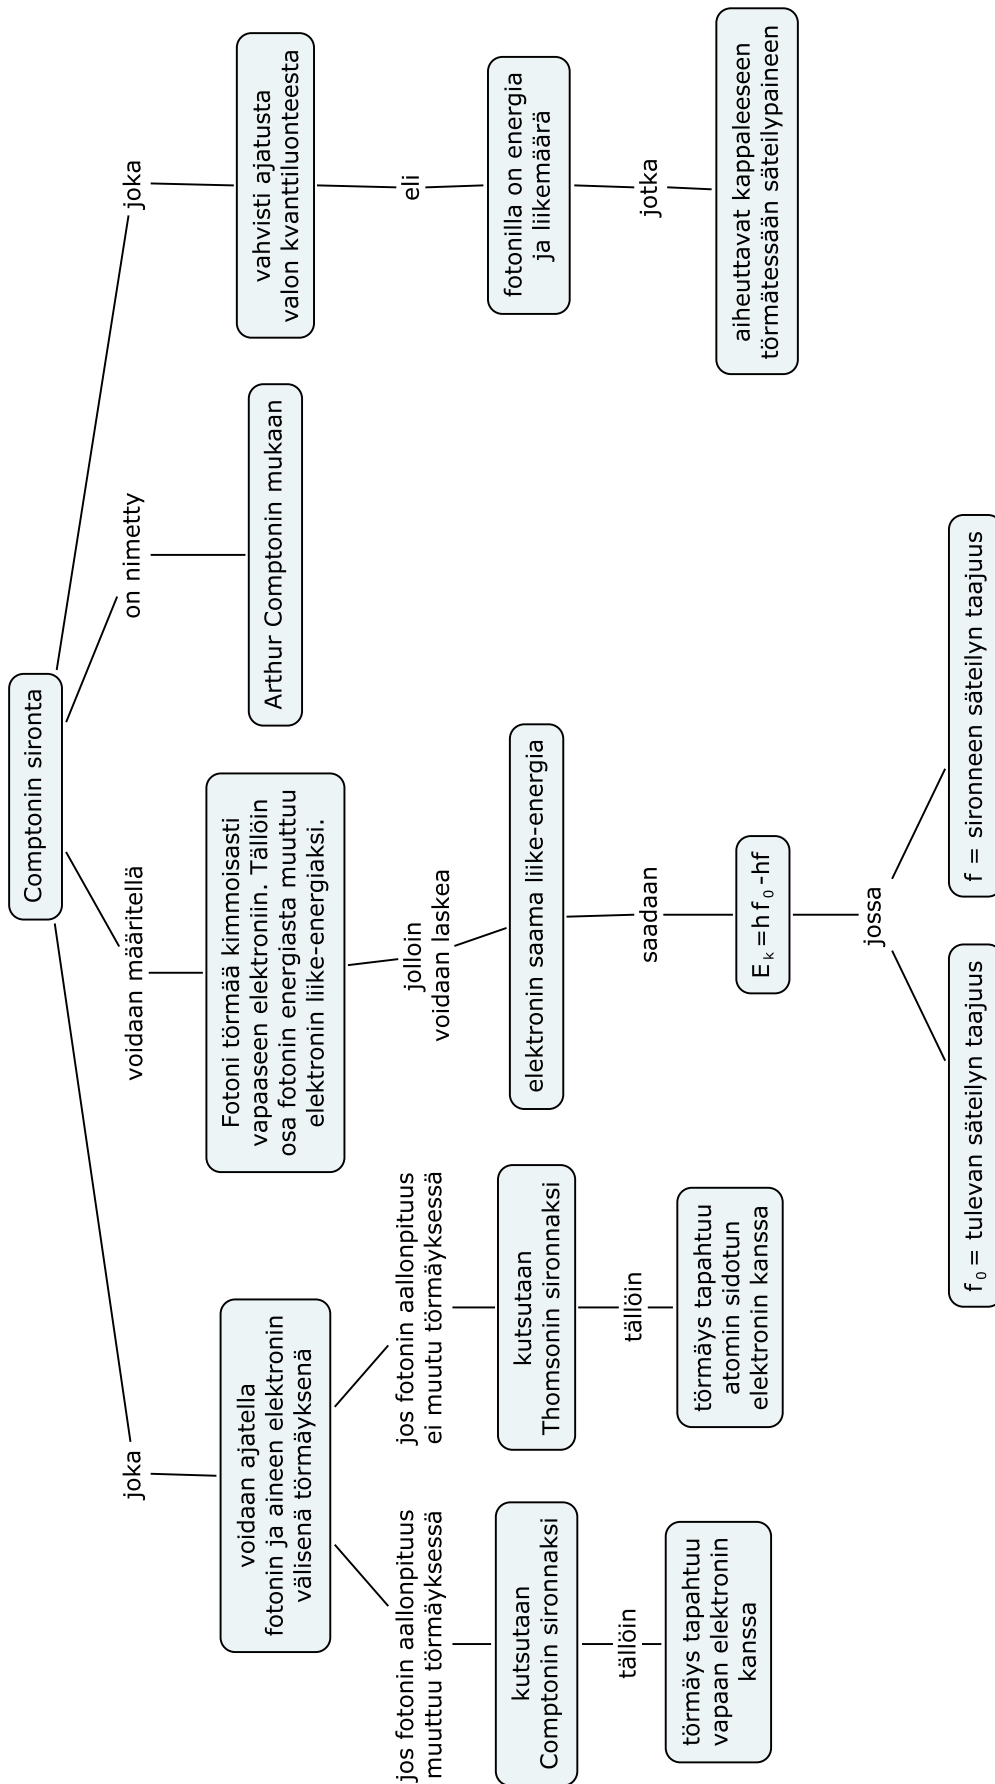 Comptonin sironta
joka
voidaan ajatella
fotonin ja aineen elektronin
välisenä törmäyksenä
jos fotonin aallonpituus
muuttuu törmäyksessä
kutsutaan
Comptonin sironnaksi
tällöin
törmäys tapahtuu
vapaan elektronin
kanssa
jos fotonin aallonpituus
ei muutu törmäyksessä
kutsutaan
Thomsonin sironnaksi
tällöin
törmäys tapahtuu
atomin sidotun
elektronin kanssa
voidaan määritellä
Fotoni törmää kimmoisasti
vapaaseen elektroniin. Tällöin
osa fotonin energiasta muuttuu
elektronin liike-energiaksi.
jolloin
voidaan laskea
elektronin saama liike-energia
saadaan
Eₖ=hf₀-hf
jossa
f₀= tulevan säteilyn taajuus
f = sironneen säteilyn taajuus
on nimetty
Arthur Comptonin mukaan
joka
vahvisti ajatusta
valon kvanttiluonteesta
eli
fotonilla on energia
ja liikemäärä
jotka
aiheuttavat kappaleeseen
törmätessään säteilypaineen